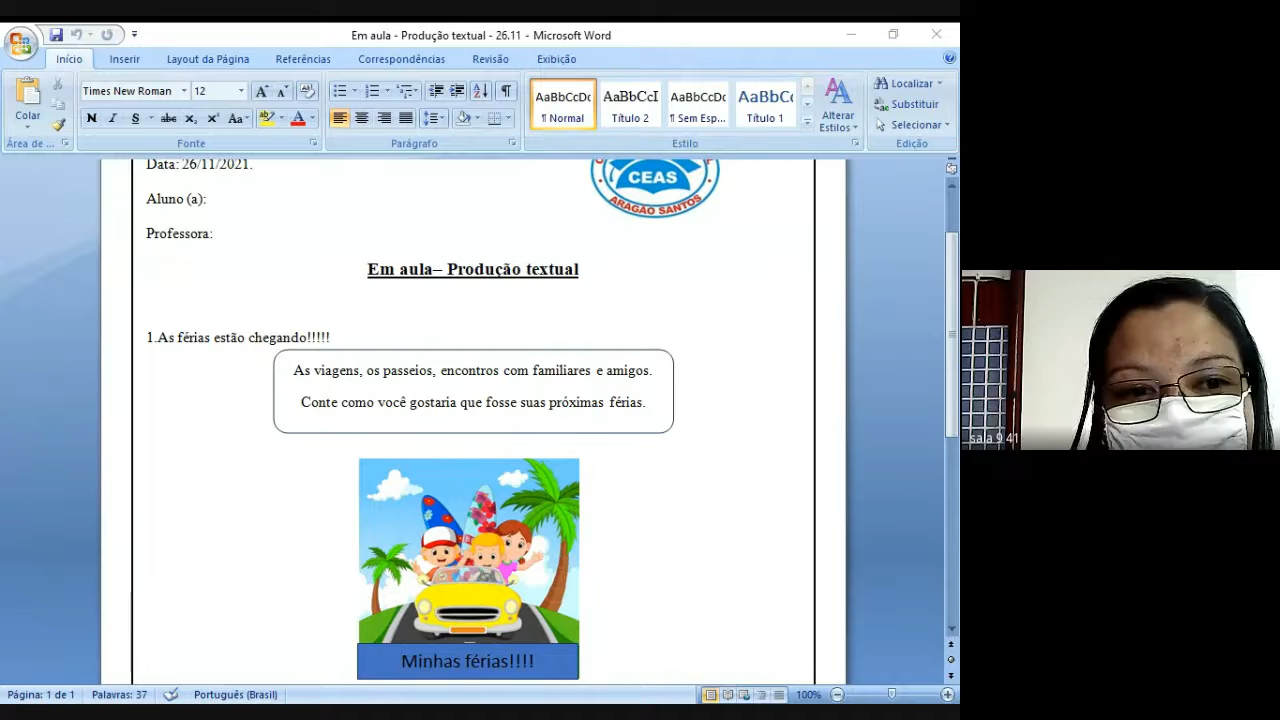 Em aula - Produção textual - 26.11 - Microsoft Word
Início Inserir Layout da Página Referências Correspondências Revisão Exibição
Colar
Times New Roman 12
AaBbCcDc AaBbCcI AaBbCcDc AaBbC
¶ Normal Título 2 ¶ Sem Esp... Título 1
Alterar
Estilos
Localizar
Substituir
Selecionar
Área de ... Fonte Parágrafo Estilo Edição
Data: 26/11/2021.
CEAS
ARAGÃO SANTOS
Aluno (a):
Professora:
Em aula– Produção textual
1.As férias estão chegando!!!!!
As viagens, os passeios, encontros com familiares e amigos.
Conte como você gostaria que fosse suas próximas férias.
Minhas férias!!!!
sala 9 41
Página: 1 de 1 Palavras: 37 Português (Brasil) 100%